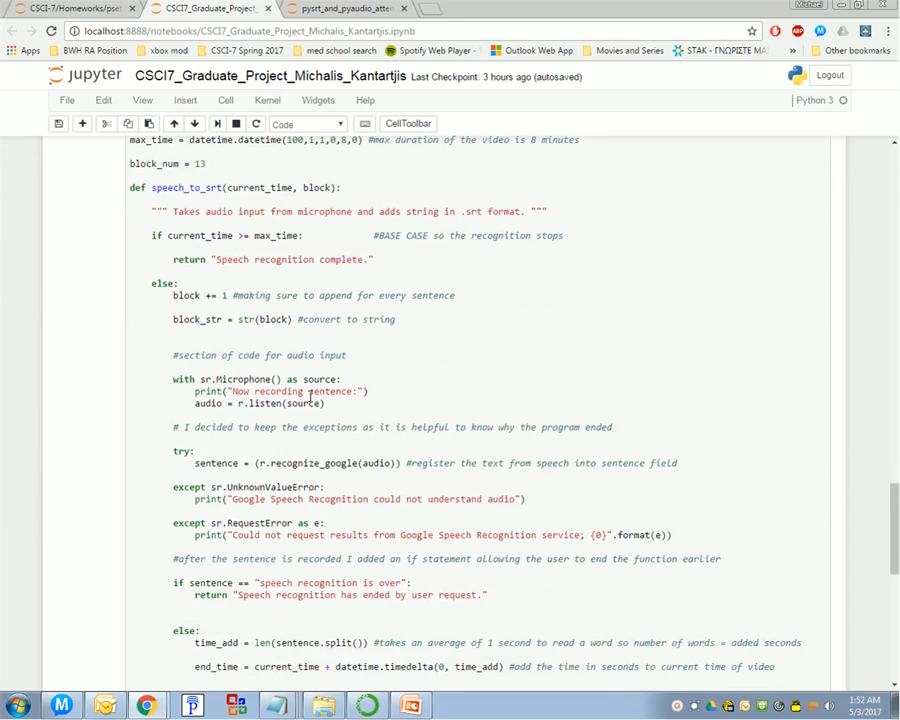 Michael
CSCI-7/Homeworks/pset
CSCI7_Graduate_Project_M
pysrt_and_pyaudio_attem
localhost:8888/notebooks/CSCI7_Graduate_Project_Michalis_Kantartjis.ipynb
Apps BWH RA Position xbox mod CSCI-7 Spring 2017 med school search Spotify Web Player - Outlook Web App Movies and Series STAK - ΓΝΩΡΙΣΤΕ ΜΑΣ Other bookmarks
jupyter CSCI7_Graduate_Project_Michalis_Kantartjis Last Checkpoint: 3 hours ago (autosaved) Logout
File Edit View Insert Cell Kernel Widgets Help Python 3
Code CellToolbar
max_time = datetime.datetime(100,1,1,0,8,0) #max duration of the video is 8 minutes
block_num = 13
def speech_to_srt(current_time, block):
""" Takes audio input from microphone and adds string in .srt format. """
if current_time >= max_time: #BASE CASE so the recognition stops
return "Speech recognition complete."
else:
block += 1 #making sure to append for every sentence
block_str = str(block) #convert to string
#section of code for audio input
with sr.Microphone() as source:
print("Now recording sentence:")
audio = r.listen(source)
# I decided to keep the exceptions as it is helpful to know why the program ended
try:
sentence = (r.recognize_google(audio)) #register the text from speech into sentence field
except sr.UnknownValueError:
print("Google Speech Recognition could not understand audio")
except sr.RequestError as e:
print("Could not request results from Google Speech Recognition service; {0}".format(e))
#after the sentence is recorded I added an if statement allowing the user to end the function earlier
if sentence == "speech recognition is over":
return "Speech recognition has ended by user request."
else:
time_add = len(sentence.split()) #takes an average of 1 second to read a word so number of words = added seconds
end_time = current_time + datetime.timedelta(0, time_add) #add the time in seconds to current time of video
1:52 AM
5/3/2017